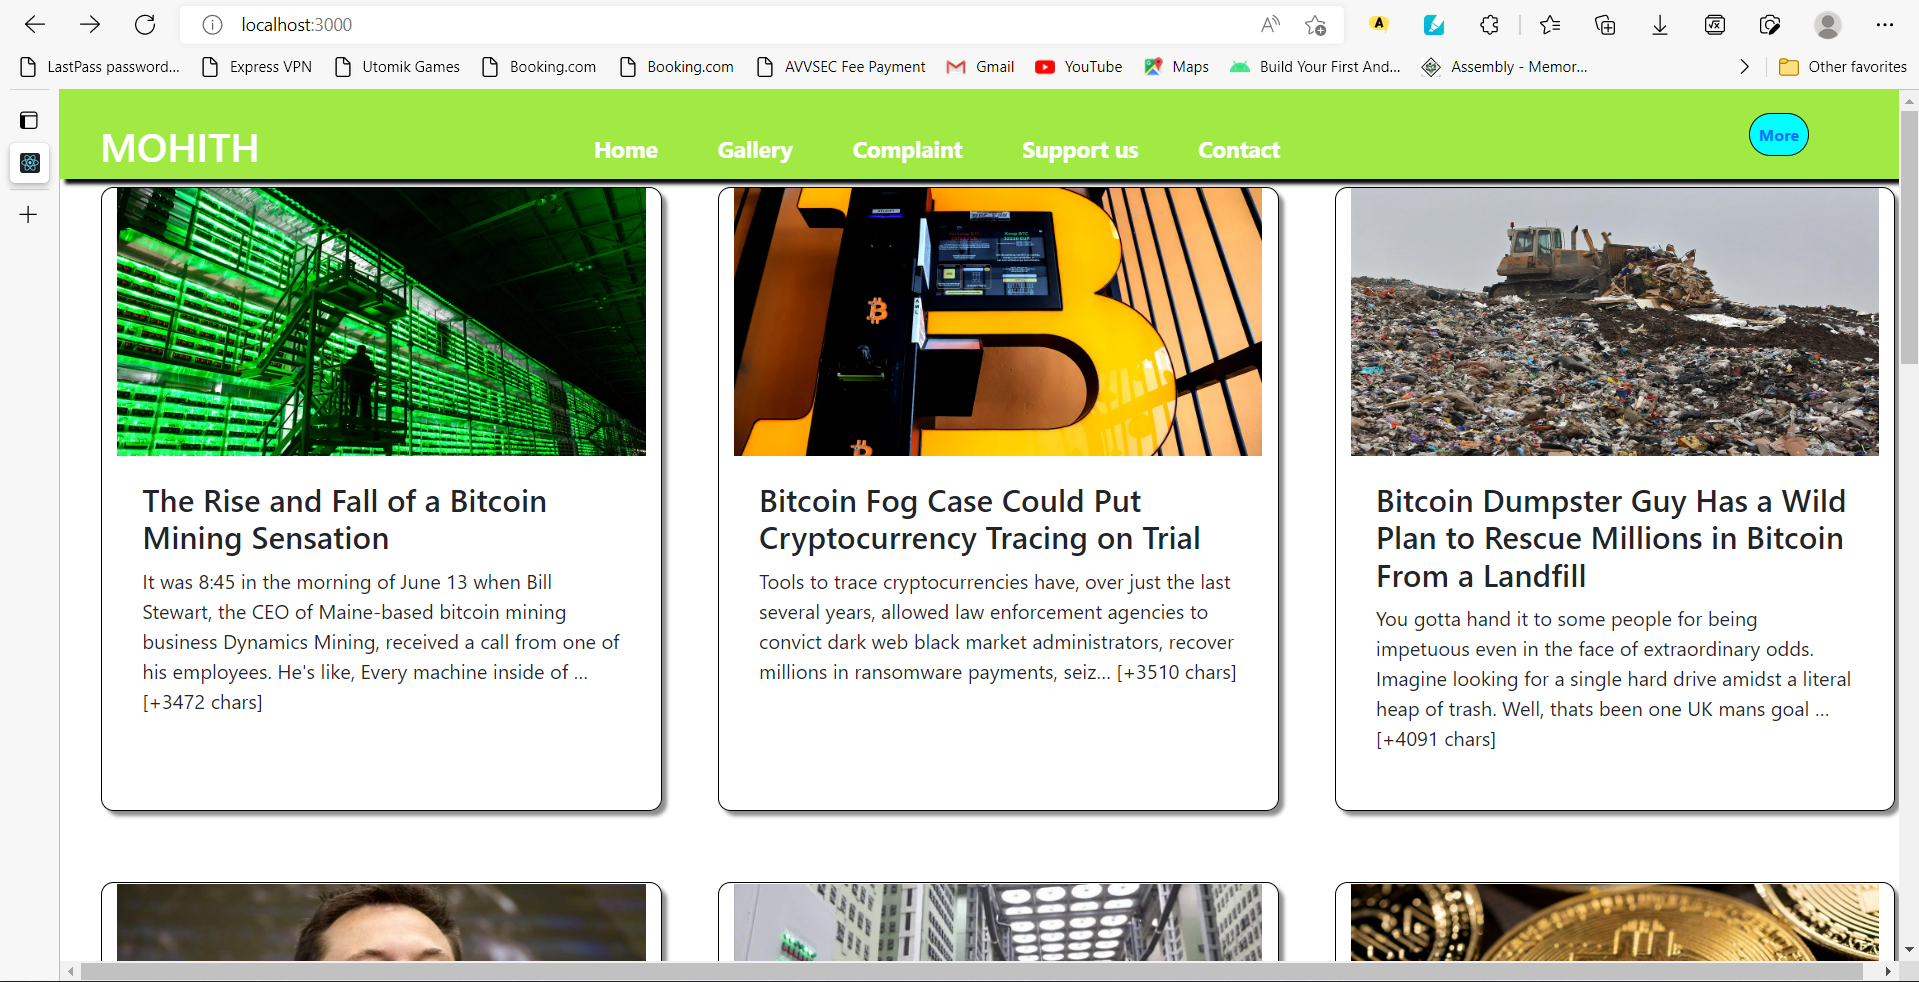 localhost:3000
LastPass password...
Express VPN
Utomik Games
Booking.com
Booking.com
AVVSEC Fee Payment
Gmail
YouTube
Maps
Build Your First And...
Assembly - Memor...
Other favorites
MOHITH
Home
Gallery
Complaint
Support us
Contact
More
The Rise and Fall of a Bitcoin
Mining Sensation
It was 8:45 in the morning of June 13 when Bill
Stewart, the CEO of Maine-based bitcoin mining
business Dynamics Mining, received a call from one of
his employees. He's like, Every machine inside of …
[+3472 chars]
Bitcoin Fog Case Could Put
Cryptocurrency Tracing on Trial
Tools to trace cryptocurrencies have, over just the last
several years, allowed law enforcement agencies to
convict dark web black market administrators, recover
millions in ransomware payments, seiz… [+3510 chars]
Bitcoin Dumpster Guy Has a Wild
Plan to Rescue Millions in Bitcoin
From a Landfill
You gotta hand it to some people for being
impetuous even in the face of extraordinary odds.
Imagine looking for a single hard drive amidst a literal
heap of trash. Well, thats been one UK mans goal …
[+4091 chars]